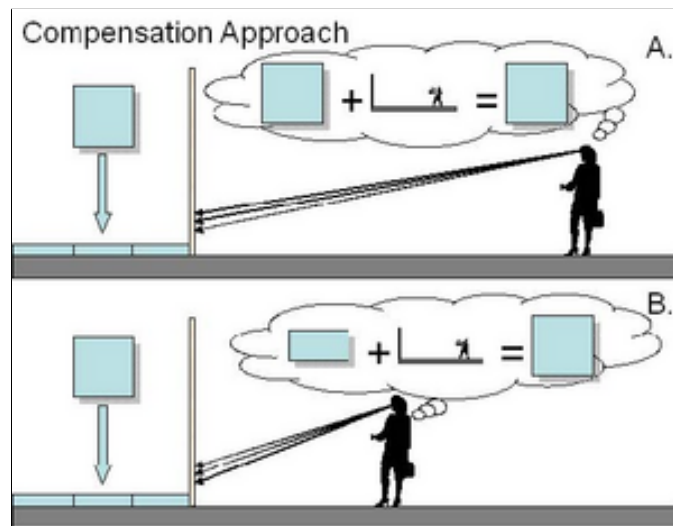 Compensation Approach
A.
+ =
B.
+ =